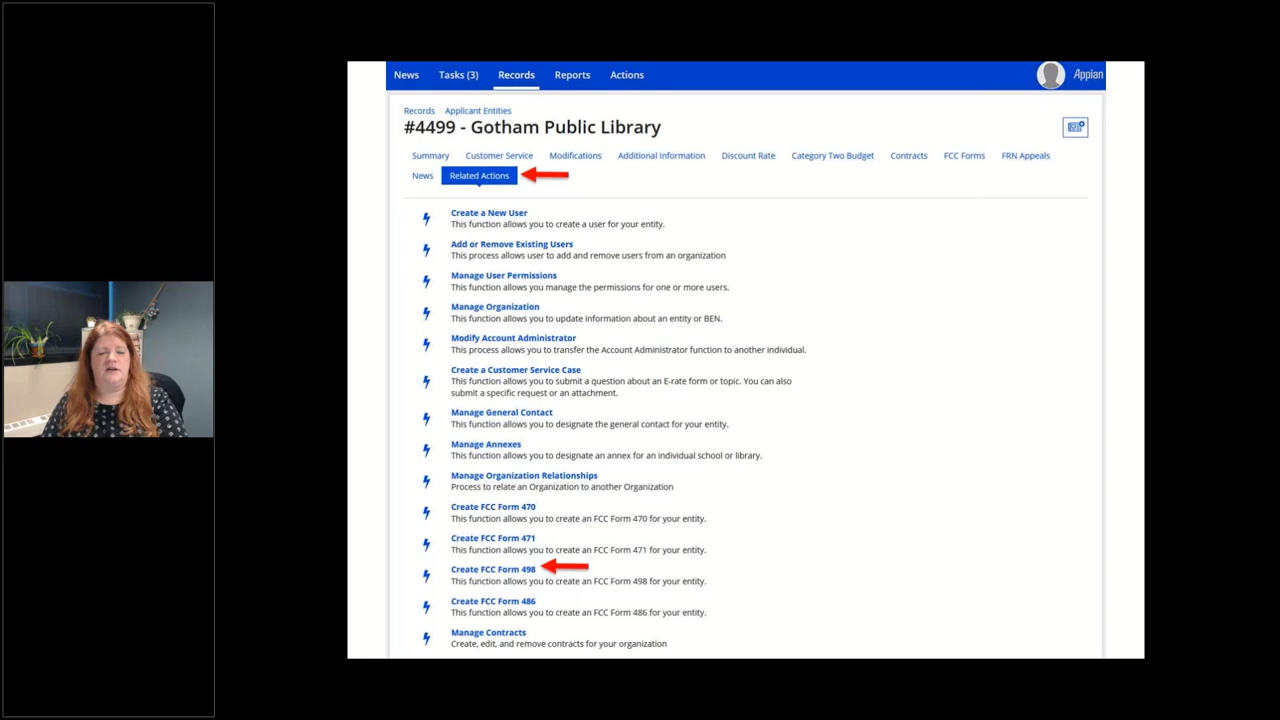 News Tasks (3) Records Reports Actions Appian
Records Applicant Entities
#4499 - Gotham Public Library
Summary Customer Service Modifications Additional Information Discount Rate Category Two Budget Contracts FCC Forms FRN Appeals
News Related Actions
Create a New User
This function allows you to create a user for your entity.
Add or Remove Existing Users
This process allows user to add and remove users from an organization
Manage User Permissions
This function allows you manage the permissions for one or more users.
Manage Organization
This function allows you to update information about an entity or BEN.
Modify Account Administrator
This process allows you to transfer the Account Administrator function to another individual.
Create a Customer Service Case
This function allows you to submit a question about an E-rate form or topic. You can also
submit a specific request or an attachment.
Manage General Contact
This function allows you to designate the general contact for your entity.
Manage Annexes
This function allows you to designate an annex for an individual school or library.
Manage Organization Relationships
Process to relate an Organization to another Organization
Create FCC Form 470
This function allows you to create an FCC Form 470 for your entity.
Create FCC Form 471
This function allows you to create an FCC Form 471 for your entity.
Create FCC Form 498
This function allows you to create an FCC Form 498 for your entity.
Create FCC Form 486
This function allows you to create an FCC Form 486 for your entity.
Manage Contracts
Create, edit, and remove contracts for your organization